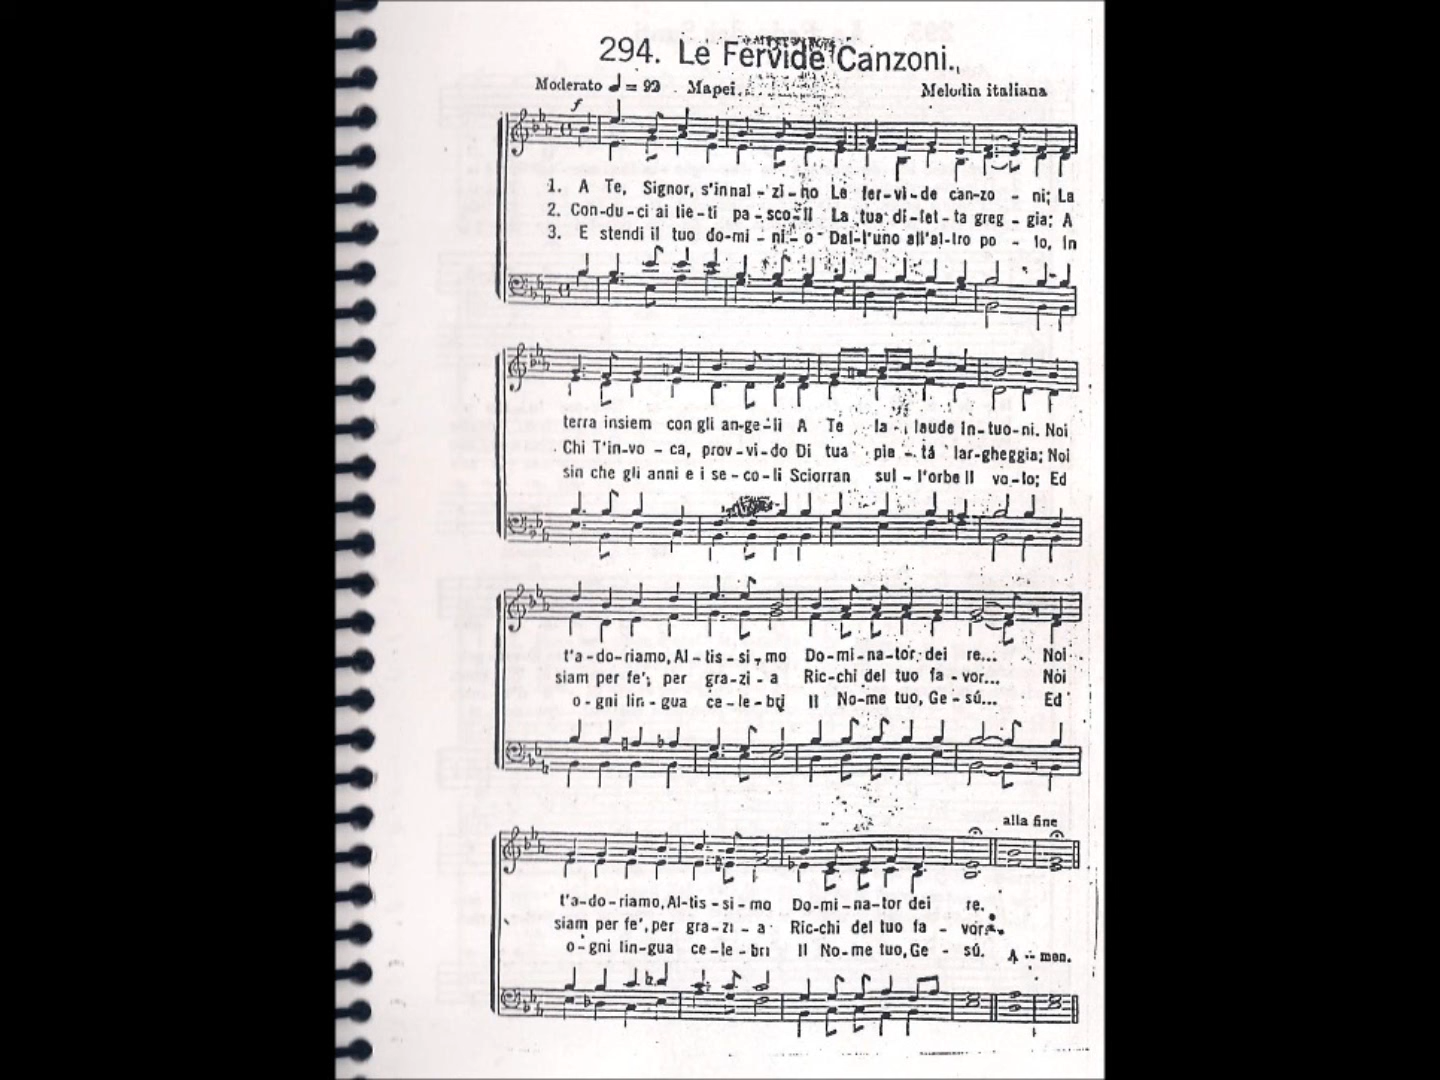 294. Le Fervide Canzoni.
Moderato = 92 Mapei. Melodia italiana
f
1. A Te, Signor, s'innal - zi - no Le fer - vi - de can-zo - ni; La
2. Con-du-ci ai lie-ti pa - sco-li La tua di-let-ta greg - gia; A
3. E stendi il tuo do-mi - ni - o Dal-l'uno all'al-tro po - lo, In
terra insiem con gli an-ge-li A Te la - laude In-tuo-ni. Noi
Chi T'in-vo - ca, prov-vi-do Di tua pie - tá lar-gheggia; Noi
sin che gli anni e i se-co-li Sciorran sul - l'orbe Il vo-lo; Ed
t'a-do-riamo, Al-tis-si-mo Do-mi-na-tor dei re... Noi
siam per fe', per gra-zi-a Ric-chi del tuo fa-vor... Noi
o-gni lin-gua ce-le-bri Il No-me tuo, Ge-sú... Ed
alla fine
t'a-do-riamo, Al-tis-si-mo Do-mi-na-tor dei re.
siam per fe', per gra-zi-a Ric-chi del tuo fa - vor.
o-gni lin-gua ce-le-bri Il No-me tuo, Ge - sú. A - men.